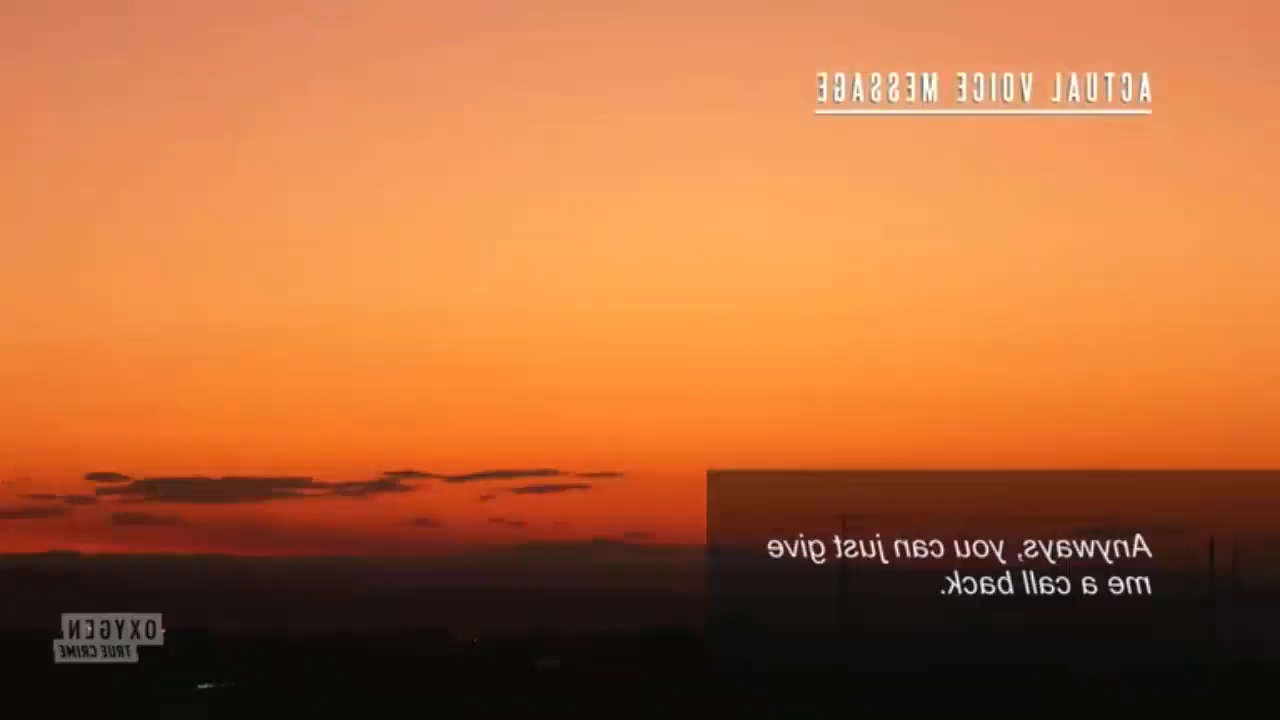 ACTUAL VOICE MESSAGE
Anyways, you can just give
me a call back.
OXYGEN
TRUE CRIME